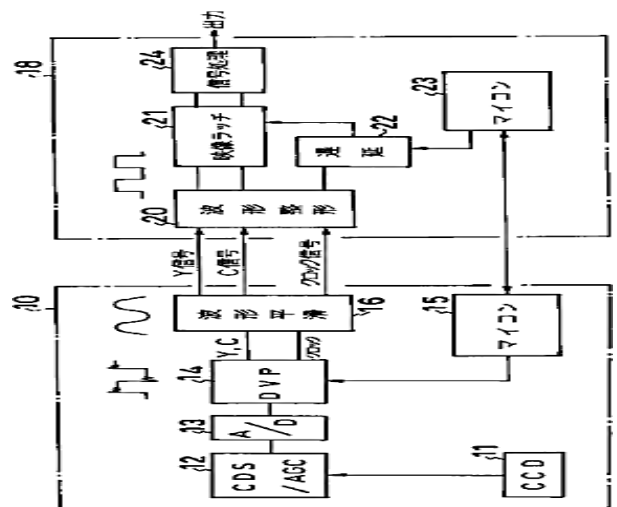 10
11
CCD
12
CDS
/AGC
13
A/D
14
DVP
15
マイコン
16
波形平滑
Y,C
クロック
Y信号
C信号
クロック信号
18
20
波形整形
21
映像ラッチ
22
遅延
23
マイコン
24
信号処理
出力